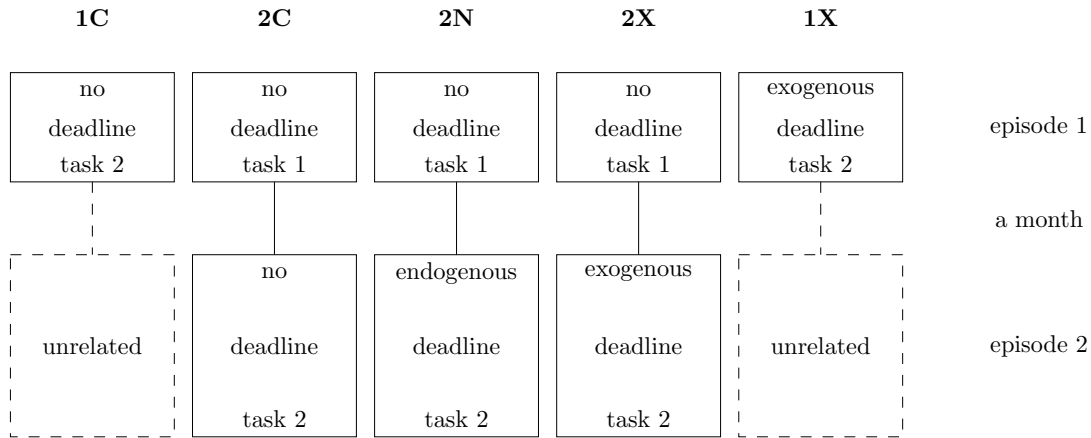 1C 2C 2N 2X 1X
no no no no exogenous
deadline deadline deadline deadline deadline episode 1
task 2 task 1 task 1 task 1 task 2
a month
no endogenous exogenous
unrelated deadline deadline deadline unrelated episode 2
task 2 task 2 task 2